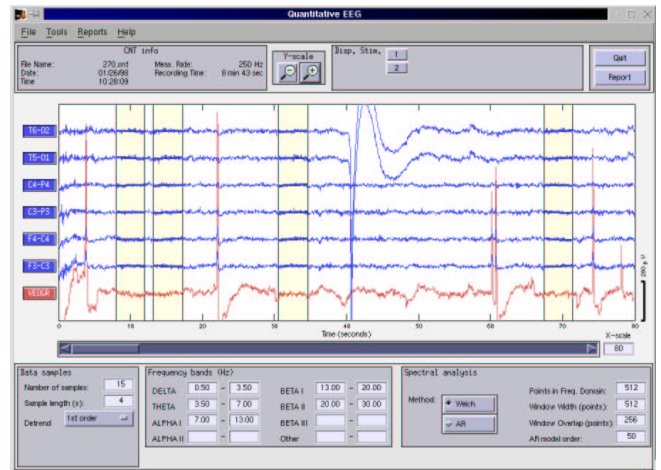 Quantitative EEG
File Tools Reports Help
CNT info
File Name: 270.cnt Meas. Rate: 250 Hz
Date: 01/26/98 Recording Time: 8 min 43 sec
Time 10:28:09
Y-scale
Disp. Stim. 1
2
Quit
Report
T6-O2
T5-O1
C4-P4
C3-P3
F4-C4
F3-C3
VEOGR
0 10 20 30 40 50 60 70 80
Time (seconds)
X-scale
80
Data samples
Number of samples: 15
Sample length (s): 4
Detrend 1st order
Frequency bands (Hz)
DELTA 0.50 - 3.50 BETA I 13.00 - 20.00
THETA 3.50 - 7.00 BETA II 20.00 - 30.00
ALPHA I 7.00 - 13.00 BETA III -
ALPHA II - Other -
Spectral analysis
Method: Welch
AR
Points in Freq. Domain: 512
Window Width (points): 512
Window Overlap (points): 256
AR model order: 50